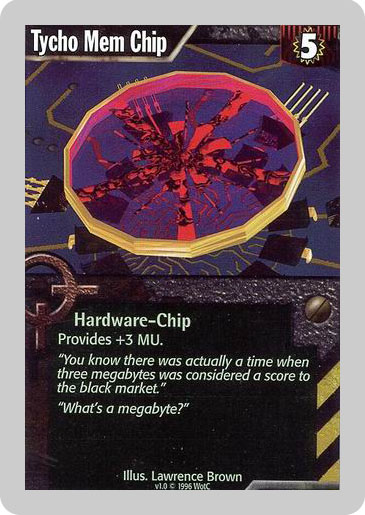 Tycho Mem Chip
5
Hardware-Chip
Provides +3 MU.
“You know there was actually a time when
three megabytes was considered a score to
the black market.”
“What's a megabyte?”
Illus. Lawrence Brown
v1.0 © 1996 WotC